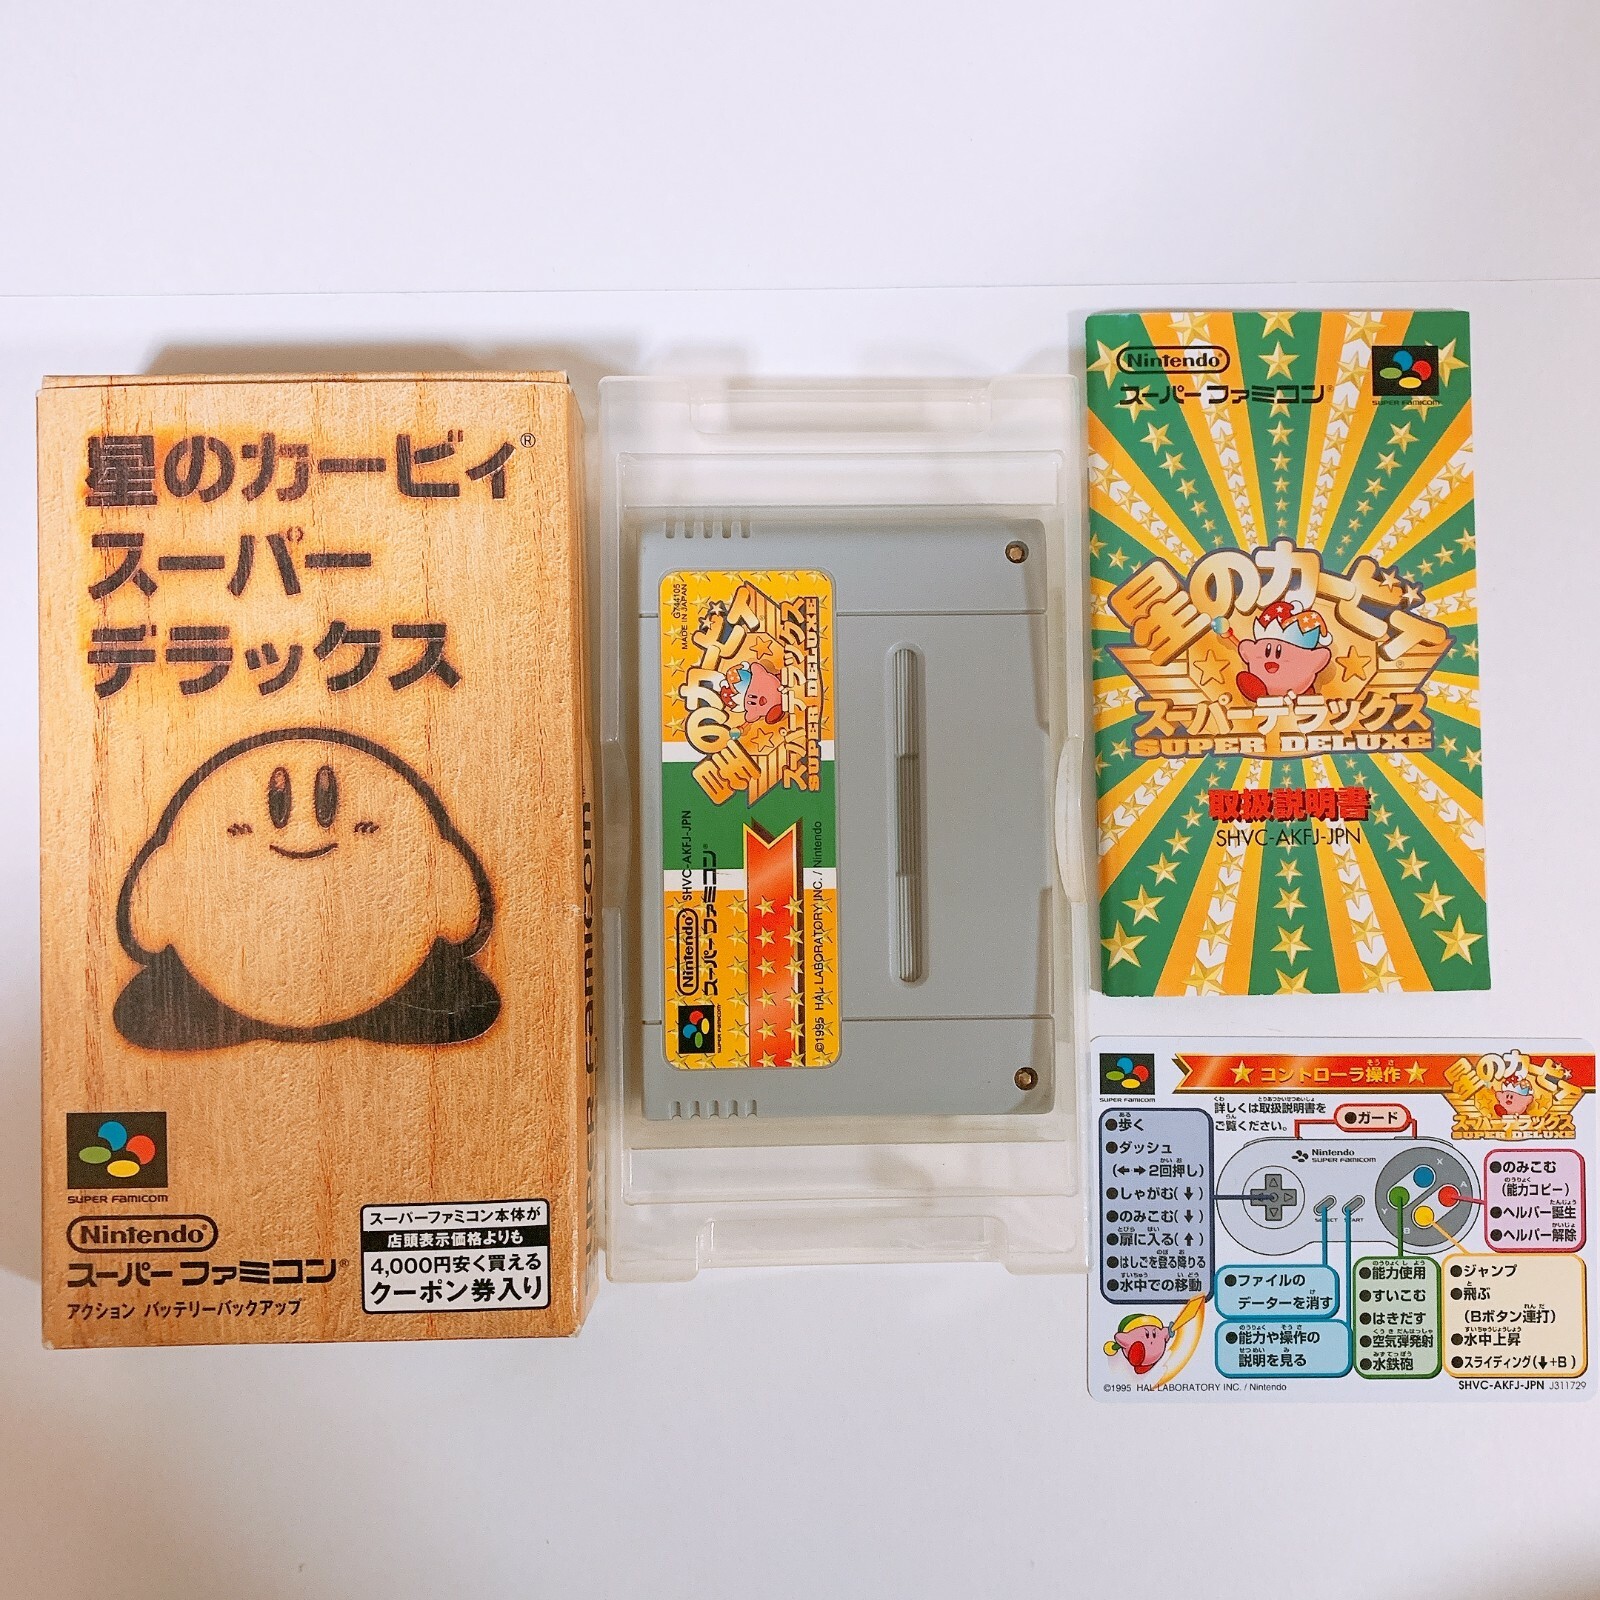 星のカービィ®
スーパー
デラックス
SUPER FAMICOM
Nintendo®
スーパーファミコン®
アクション バッテリーバックアップ
スーパーファミコン本体が
店頭表示価格よりも
4,000円安く買える
クーポン券入り
G744105
MADE IN JAPAN
星のカービィ
スーパーデラックス
SUPER DELUXE
SHVC-AKFJ-JPN
Nintendo®
スーパーファミコン®
SUPER FAMICOM
©1995 HAL LABORATORY INC. / Nintendo
Nintendo®
スーパーファミコン®
SUPER FAMICOM
星のカービィ®
スーパーデラックス
SUPER DELUXE
取扱説明書
SHVC-AKFJ-JPN
SUPER FAMICOM
★コントローラ操作★
星のカービィ
スーパーデラックス
SUPER DELUXE
詳しくは取扱説明書を
ご覧ください。
●ガード
●歩く
●ダッシュ
(←→2回押し)
●しゃがむ(↓)
●のみこむ(↓)
●扉に入る(↑)
●はしごを登る降りる
●水中での移動
Nintendo
SUPER FAMICOM
X
A
Y
B
SELECT START
●のみこむ
(能力コピー)
●ヘルパー誕生
●ヘルパー解除
●ファイルの
データーを消す
●能力や操作の
説明を見る
●能力使用
●すいこむ
●はきだす
●空気弾発射
●水鉄砲
●ジャンプ
●飛ぶ
(Bボタン連打)
●水中上昇
●スライディング(↓+B)
©1995 HAL LABORATORY INC. / Nintendo
SHVC-AKFJ-JPN J311729